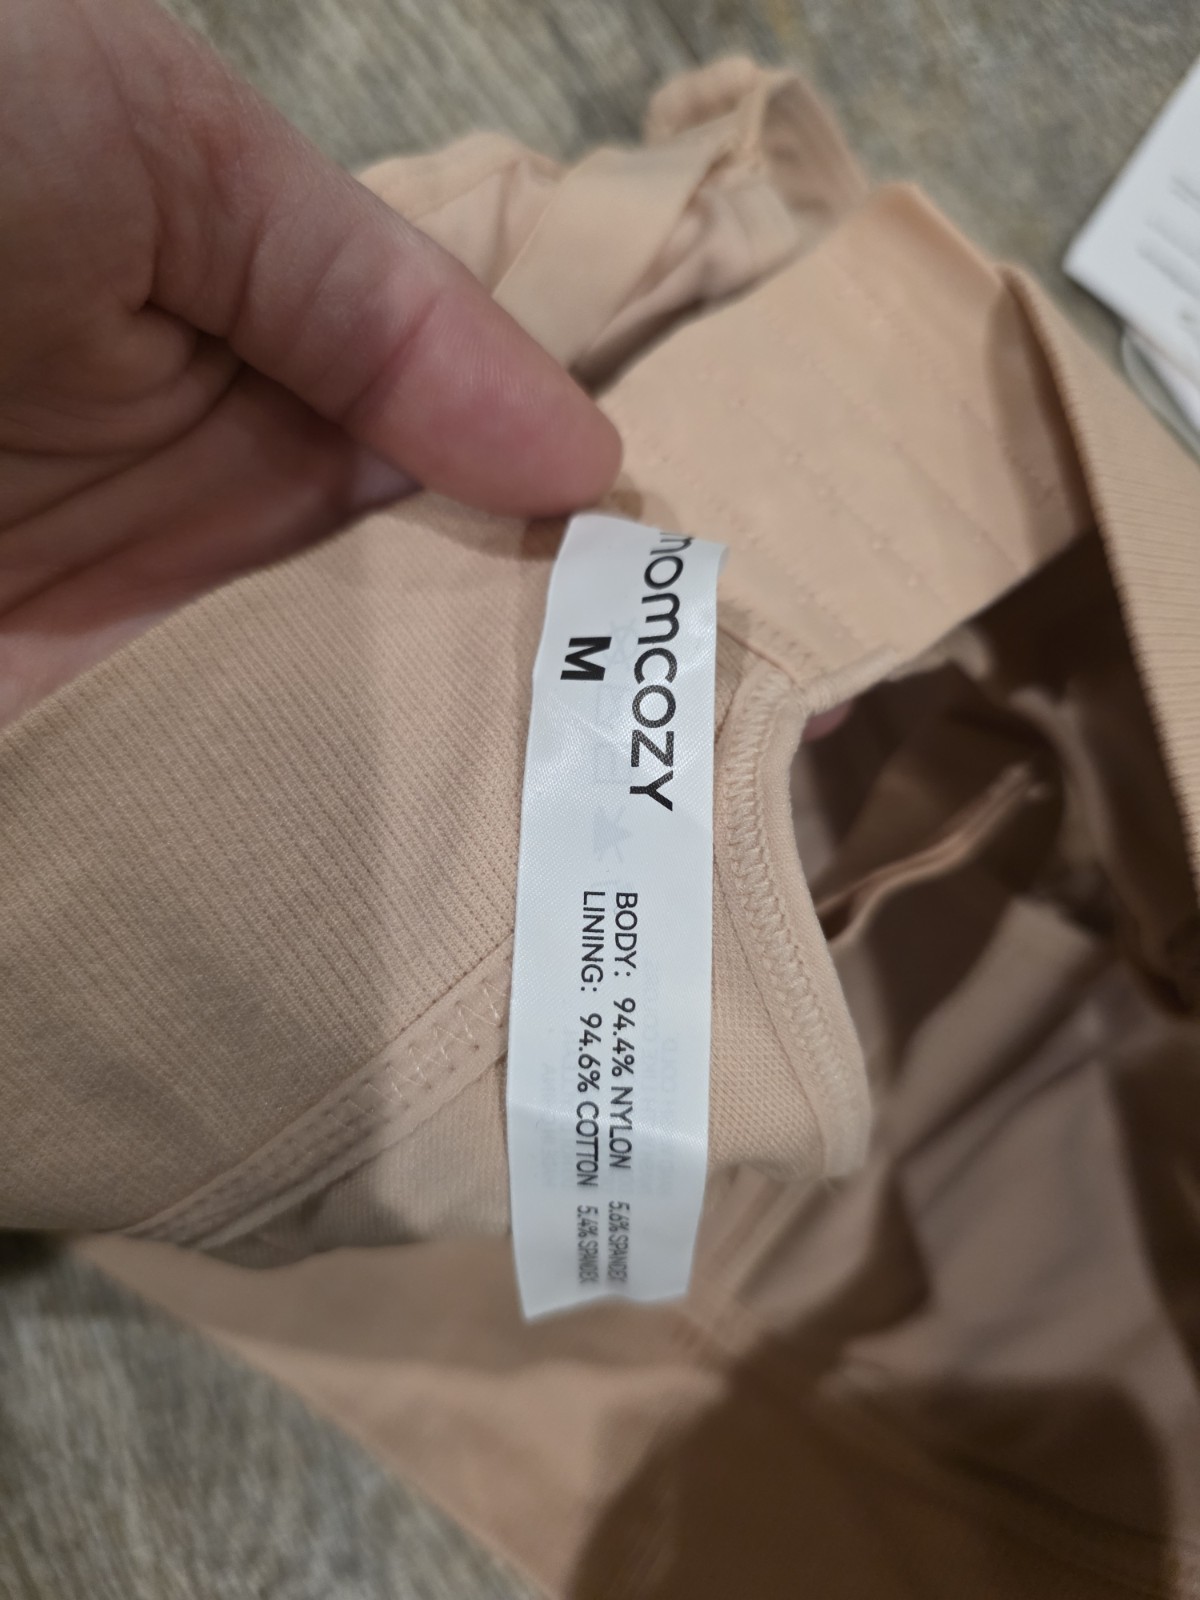 momcozy
M
BODY: 94.4% NYLON 5.6% SPANDEX
LINING: 94.6% COTTON 5.4% SPANDEX